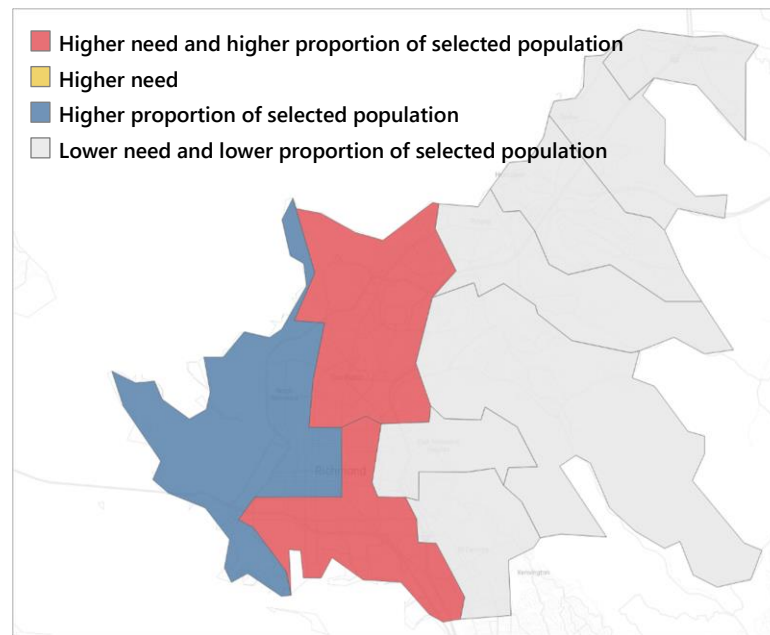 Higher need and higher proportion of selected population
Higher need
Higher proportion of selected population
Lower need and lower proportion of selected population
Richmond
Kensington